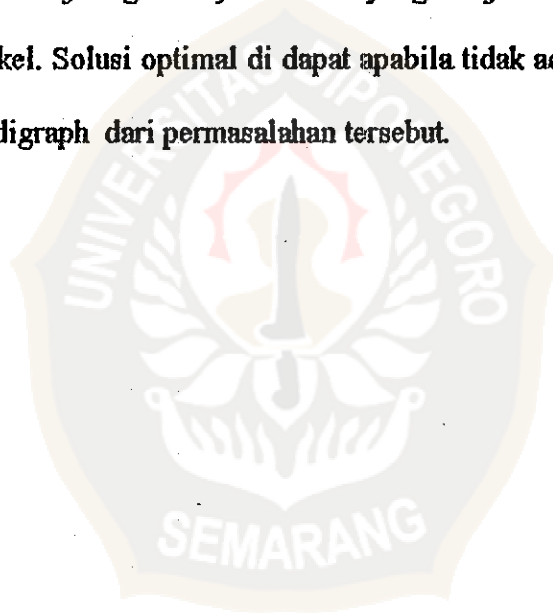 kel. Solusi optimal di dapat apabila tidak
digraph dari permasalahan tersebut.
UNIVERSITAS DIPONEGORO
SEMARANG